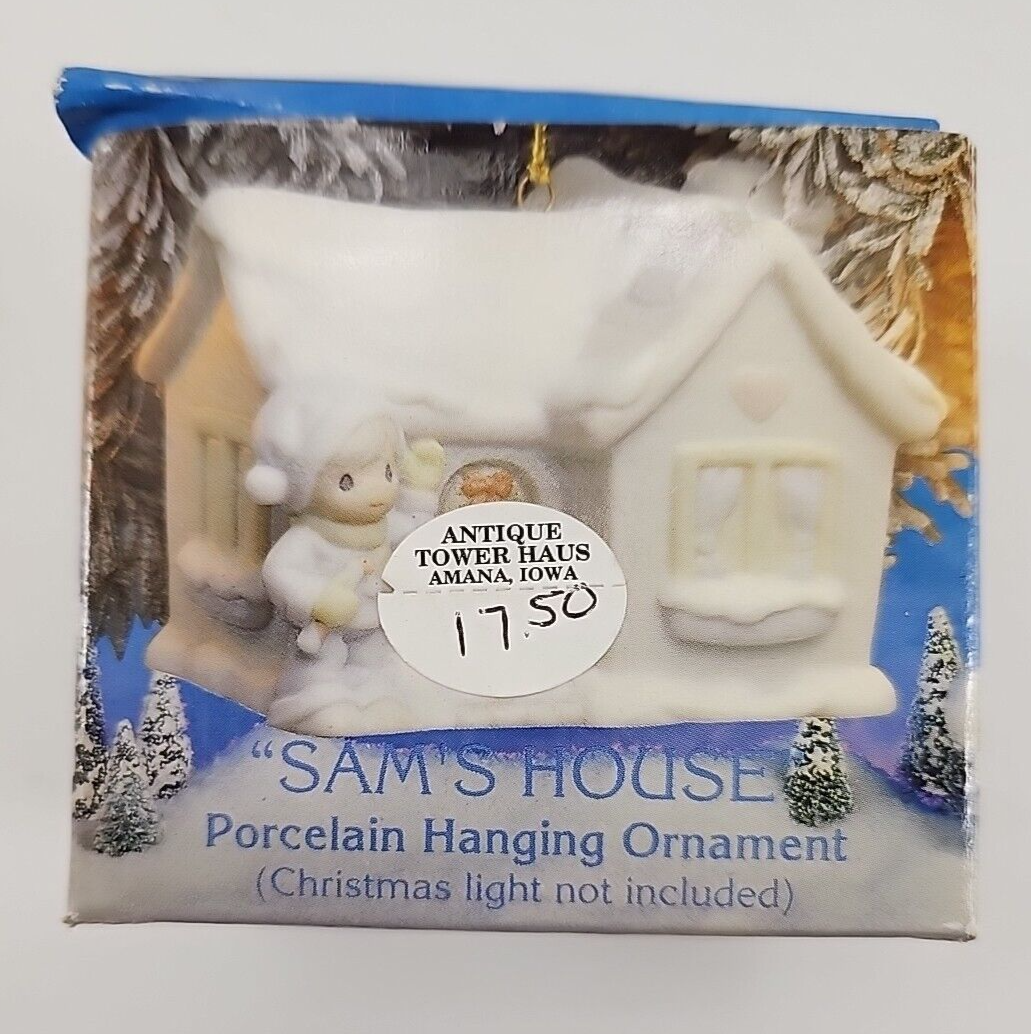 ANTIQUE
TOWER HAUS
AMANA, IOWA
17.50
"SAM'S HOUSE
Porcelain Hanging Ornament
(Christmas light not included)